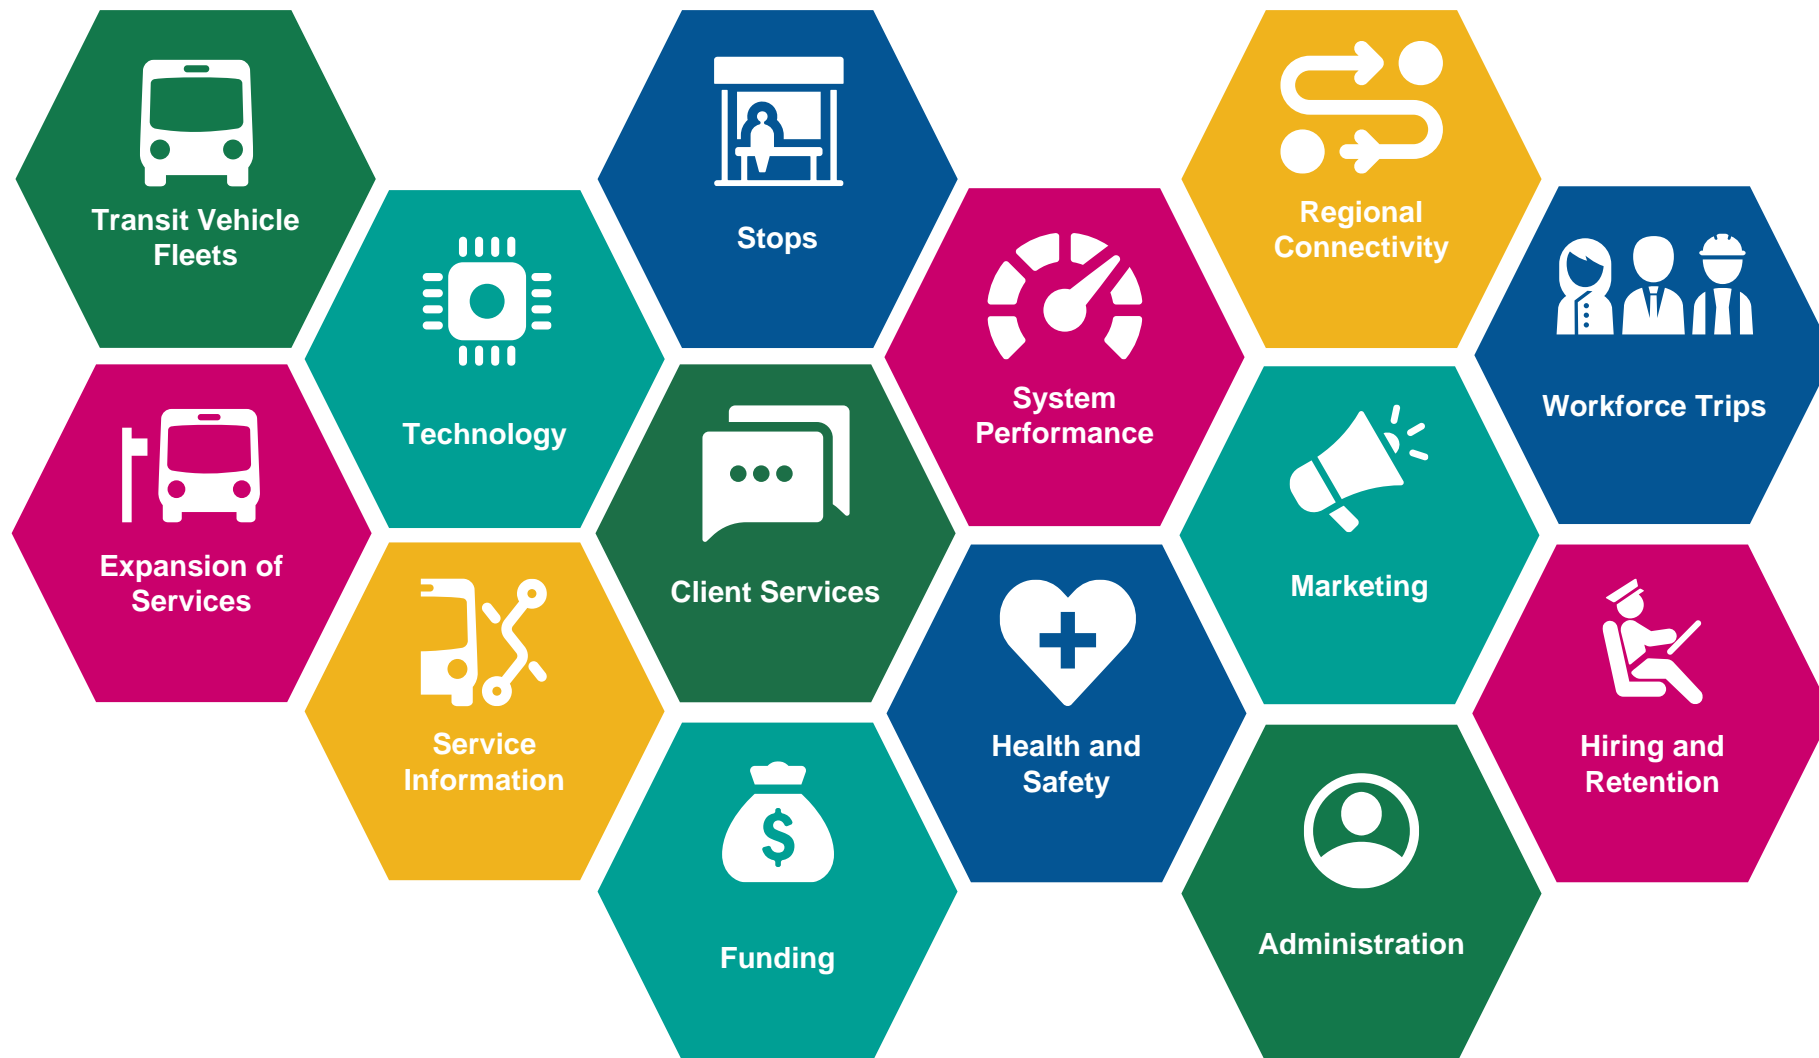 Transit Vehicle
Fleets
Stops
Regional
Connectivity
Technology
System
Performance
Workforce Trips
Expansion of
Services
Client Services
Marketing
Service
Information
Health and
Safety
Hiring and
Retention
$
Funding
Administration